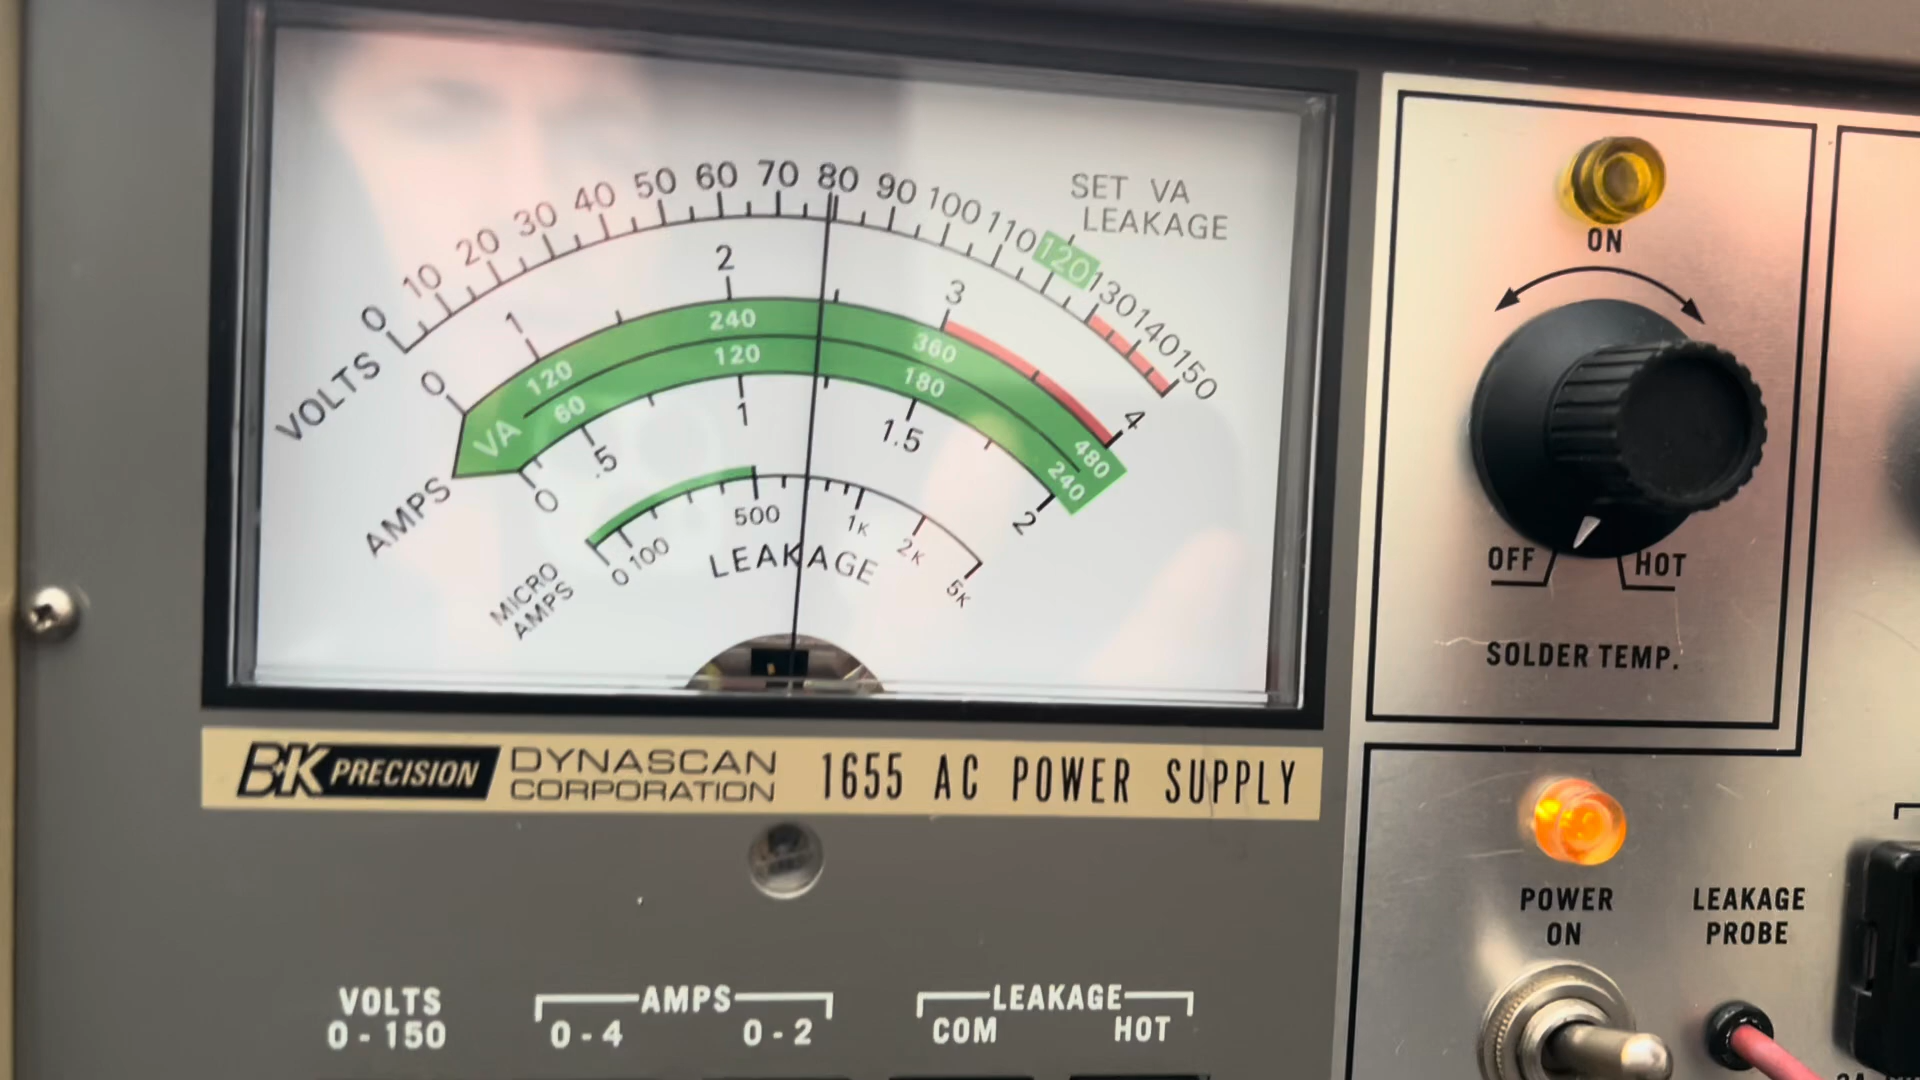 0 10 20 30 40 50 60 70 80 90 100 110 120 130 140 150
VOLTS
SET VA
LEAKAGE
0 1 2 3 4
120 240 360 480
VA
60 120 180 240
AMPS
0 .5 1 1.5 2
0 100 500 1K 2K 5K
MICRO
AMPS
LEAKAGE
B+K PRECISION
DYNASCAN
CORPORATION
1655 AC POWER SUPPLY
VOLTS
0-150
AMPS
0-4 0-2
LEAKAGE
COM HOT
ON
OFF HOT
SOLDER TEMP.
POWER
ON
LEAKAGE
PROBE